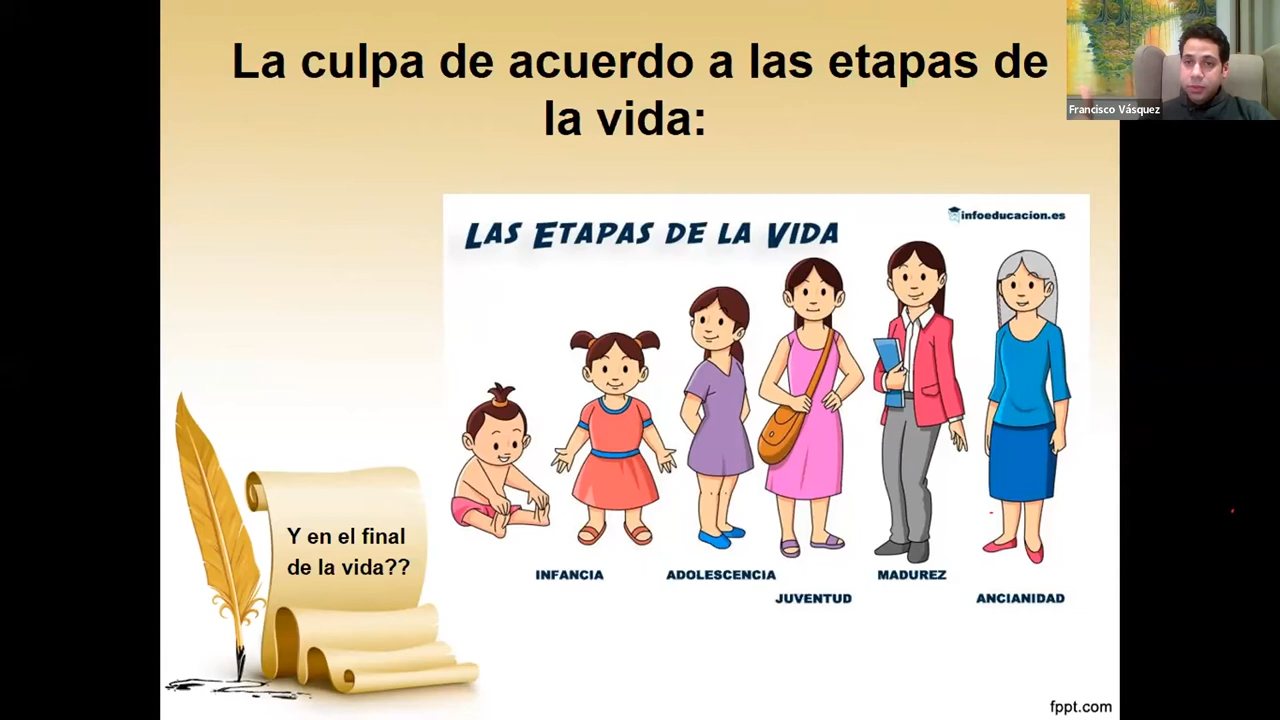 La culpa de acuerdo a las etapas de
la vida:
Francisco Vásquez
infoeducacion.es
LAS ETAPAS DE LA VIDA
Y en el final
de la vida??
INFANCIA
ADOLESCENCIA
JUVENTUD
MADUREZ
ANCIANIDAD
fppt.com